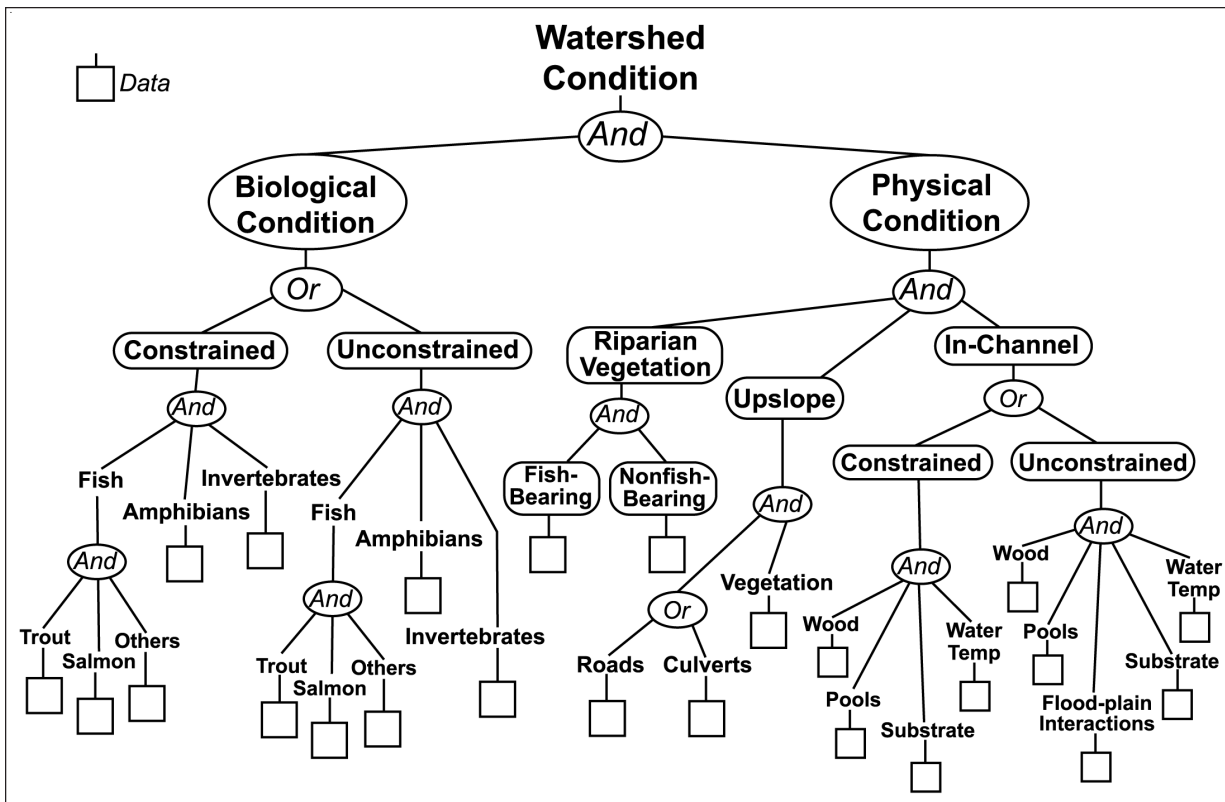 Watershed
Condition
Data
And
Biological
Condition
Physical
Condition
Or
And
Constrained
Unconstrained
Riparian
Vegetation
In-Channel
Upslope
And
And
And
Or
Fish
Amphibians
Invertebrates
Fish
Amphibians
Invertebrates
Fish-
Bearing
Nonfish-
Bearing
And
Constrained
Unconstrained
And
And
Or
Vegetation
And
And
Trout
Salmon
Others
Trout
Salmon
Others
Roads
Culverts
Wood
Pools
Substrate
Water
Temp
Wood
Pools
Flood-plain
Interactions
Substrate
Water
Temp